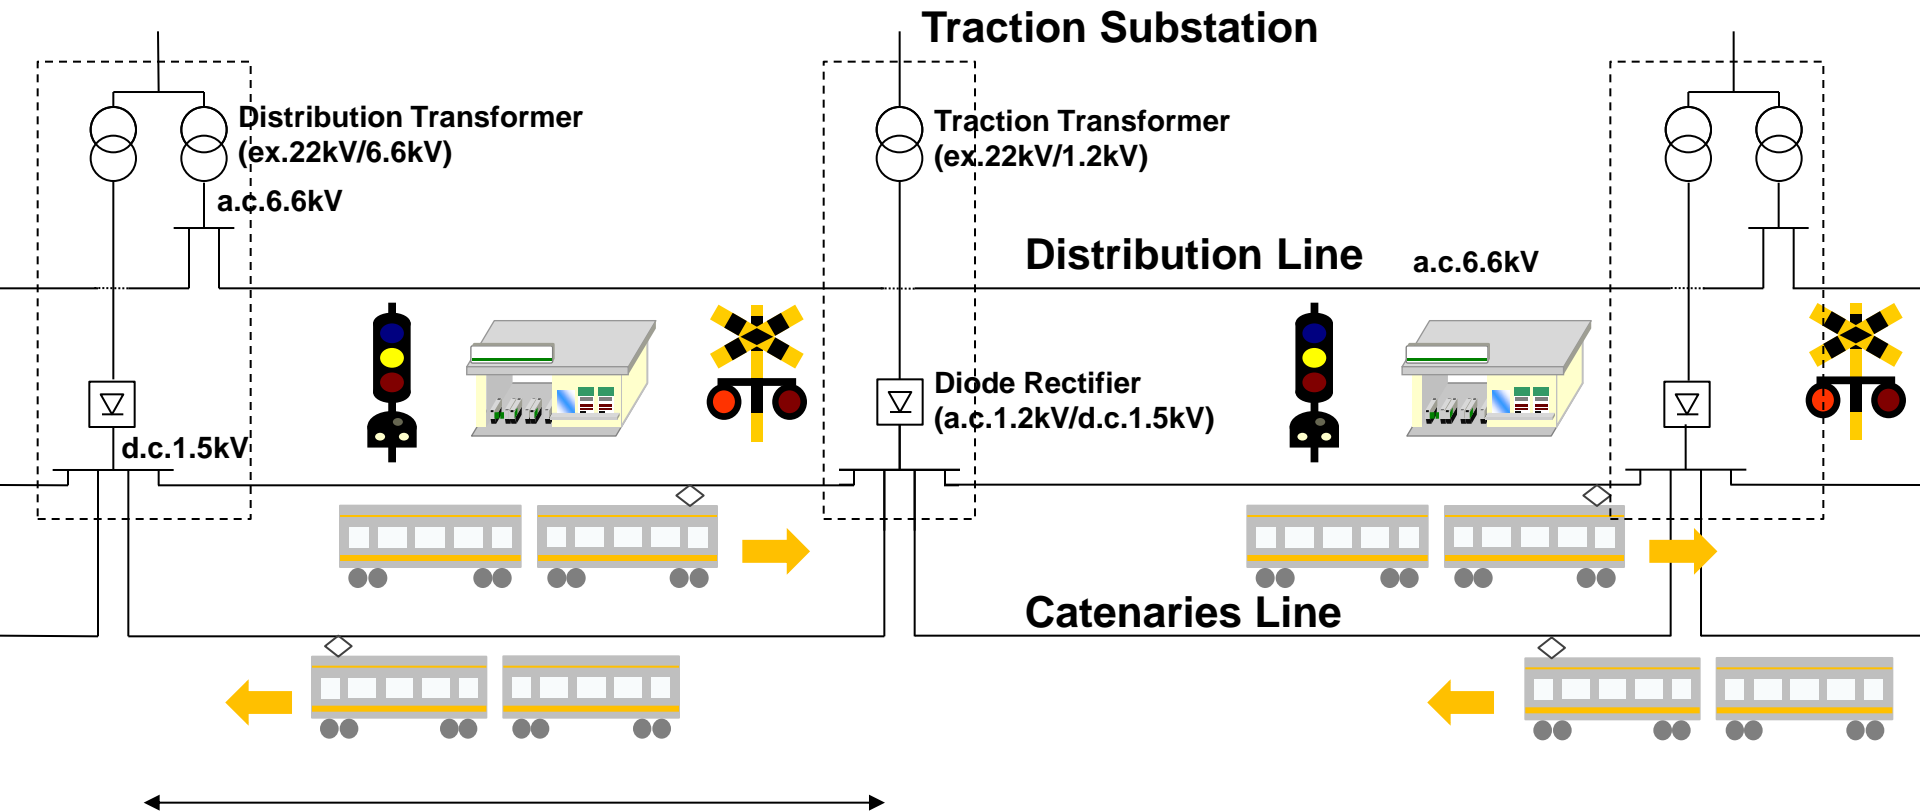 Traction Substation
Distribution Transformer
(ex.22kV/6.6kV)
Traction Transformer
(ex.22kV/1.2kV)
a.c.6.6kV
Distribution Line
a.c.6.6kV
Diode Rectifier
(a.c.1.2kV/d.c.1.5kV)
d.c.1.5kV
Catenaries Line